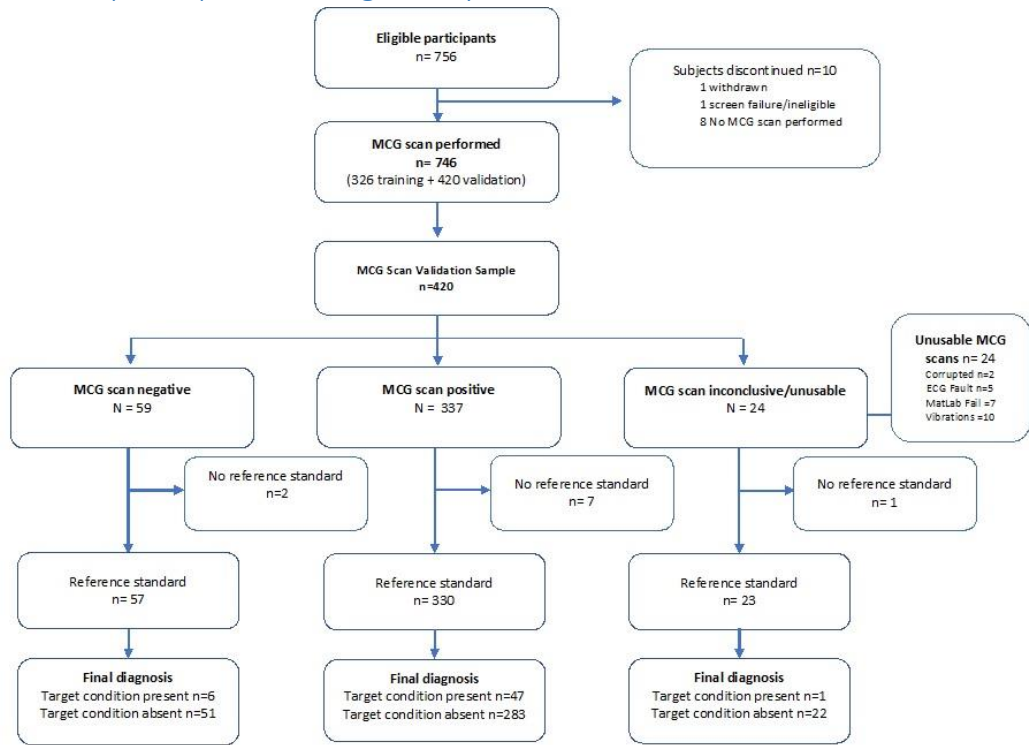 Eligible participants
n= 756
Subjects discontinued n=10
1 withdrawn
1 screen failure/ineligible
8 No MCG scan performed
MCG scan performed
n= 746
(326 training + 420 validation)
MCG Scan Validation Sample
n=420
Unusable MCG
scans n= 24
Corrupted n=2
ECG Fault n=5
MatLab Fail =7
Vibrations =10
MCG scan negative
N = 59
MCG scan positive
N = 337
MCG scan inconclusive/unusable
N = 24
No reference standard
n=2
No reference standard
n= 7
No reference standard
n= 1
Reference standard
n= 57
Reference standard
n= 330
Reference standard
n= 23
Final diagnosis
Target condition present n=6
Target condition absent n=51
Final diagnosis
Target condition present n=47
Target condition absent n=283
Final diagnosis
Target condition present n=1
Target condition absent n=22